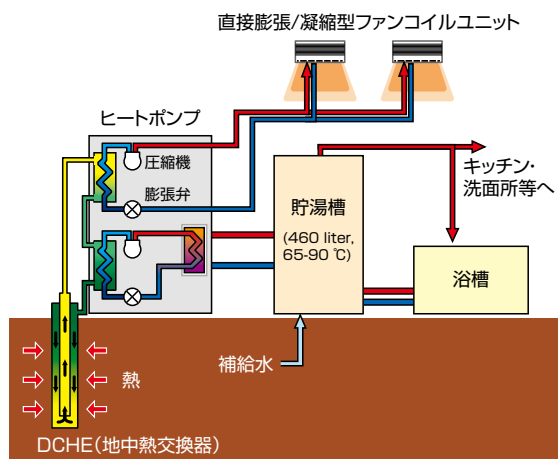 直接膨張/凝縮型ファンコイルユニット
ヒートポンプ
圧縮機
膨張弁
貯湯槽
(460 liter,
65-90 ℃)
キッチン・
洗面所等へ
浴槽
補給水
熱
DCHE(地中熱交換器)